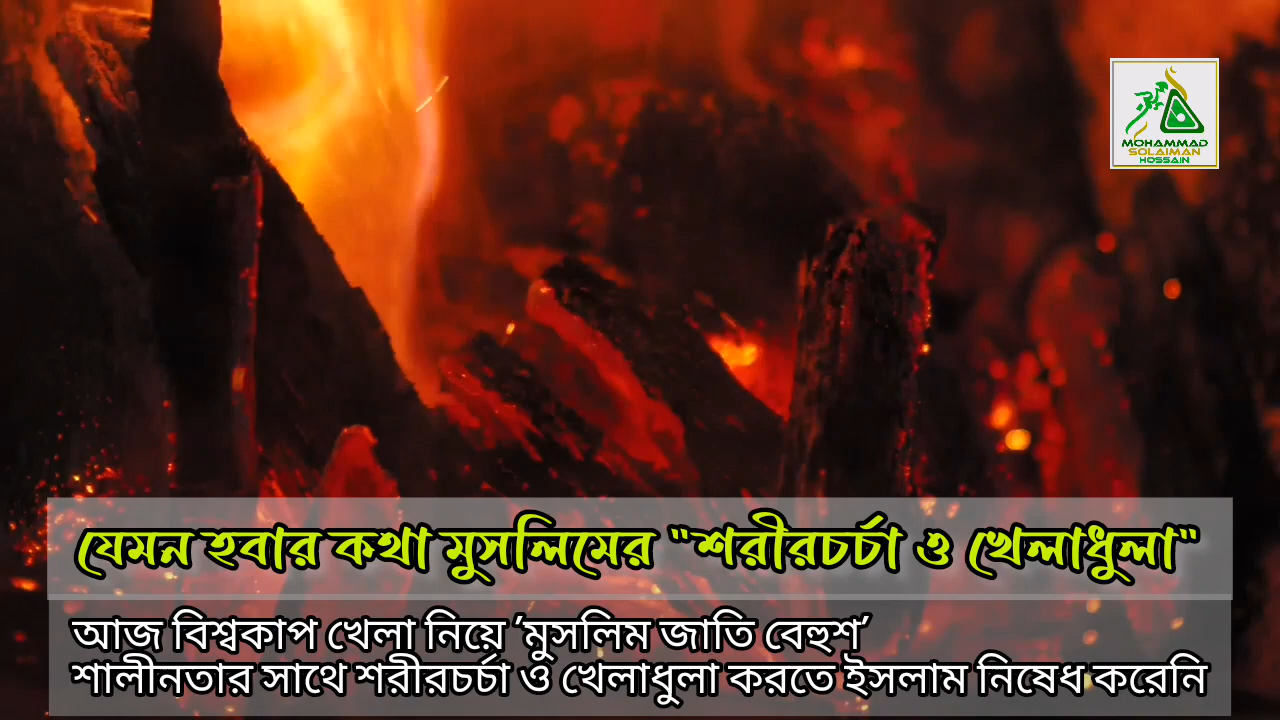 MOHAMMAD
SOLAIMAN
HOSSAIN
যেমন হবার কথা মুসলিমের "শরীরচর্চা ও খেলাধুলা"
আজ বিশ্বকাপ খেলা নিয়ে ‘মুসলিম জাতি বেহুশ’
শালীনতার সাথে শরীরচর্চা ও খেলাধুলা করতে ইসলাম নিষেধ করেনি